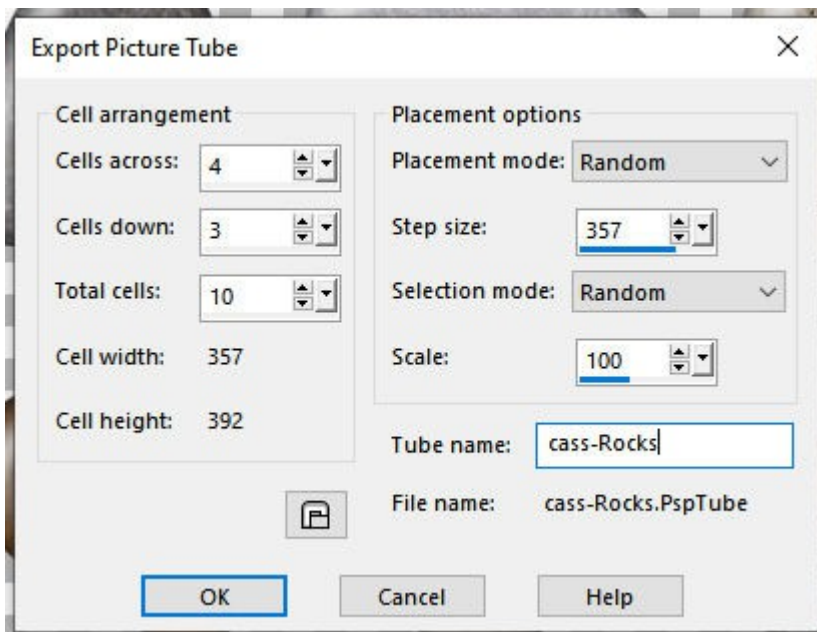 Export Picture Tube
Cell arrangement
Cells across: 4
Cells down: 3
Total cells: 10
Cell width: 357
Cell height: 392
Placement options
Placement mode: Random
Step size: 357
Selection mode: Random
Scale: 100
Tube name: cass-Rocks
File name: cass-Rocks.PspTube
OK Cancel Help